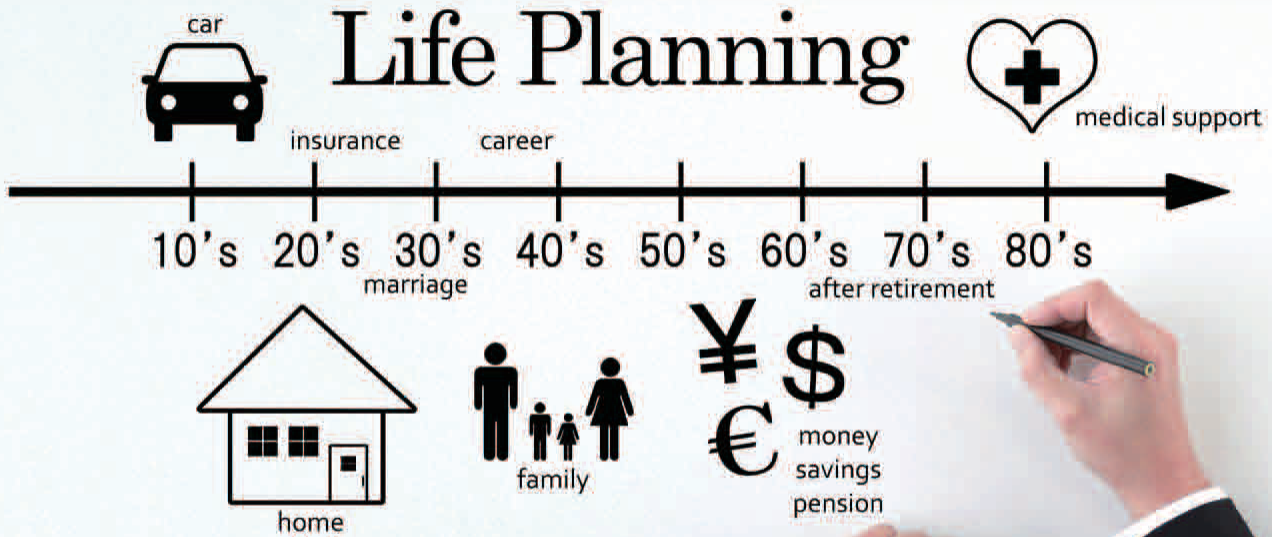 car
Life Planning
medical support
insurance
career
10's 20's 30's 40's 50's 60's 70's 80's
marriage
after retirement
¥
$
€
money
savings
pension
family
home